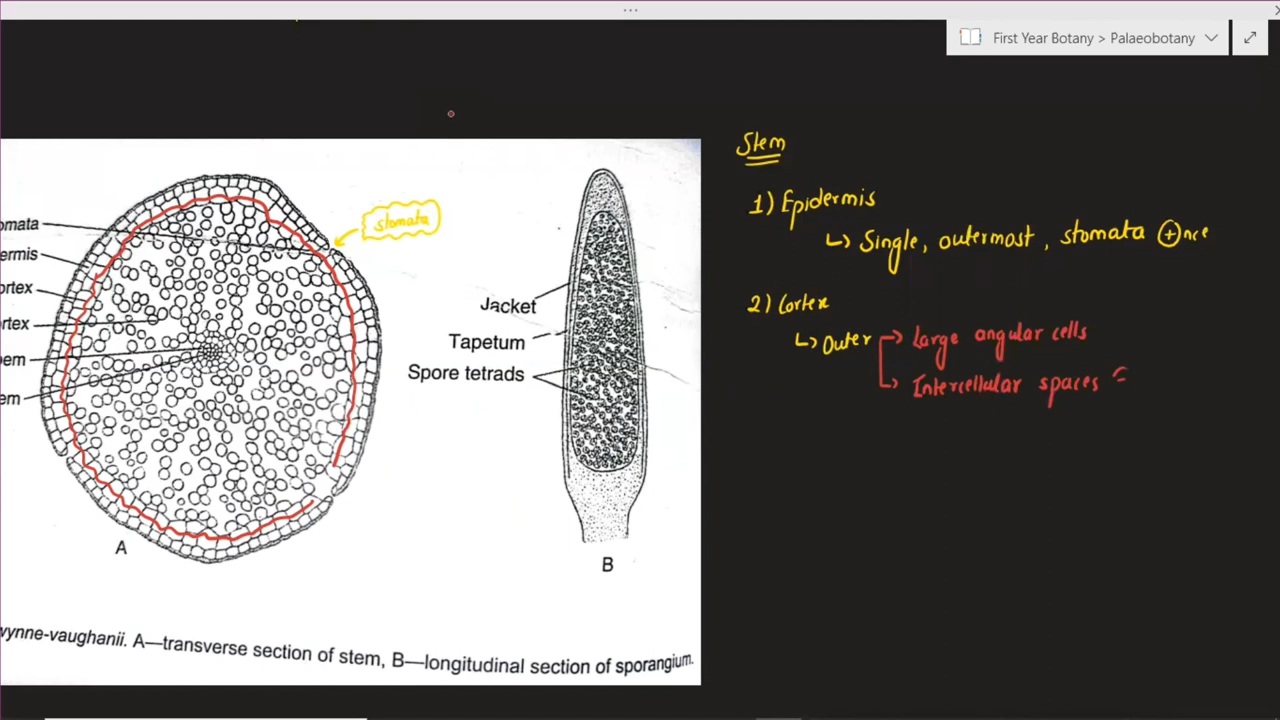 First Year Botany > Palaeobotany
Stem
1) Epidermis
↳ Single, outermost, stomata ⊕nce
2) Cortex
↳ Outer → Large angular cells
↳ Intercellular spaces
stomata
omata
ermis
ortex
ortex
em
em
A
Jacket
Tapetum
Spore tetrads
B
wynne-vaughanii. A—transverse section of stem, B—longitudinal section of sporangium.